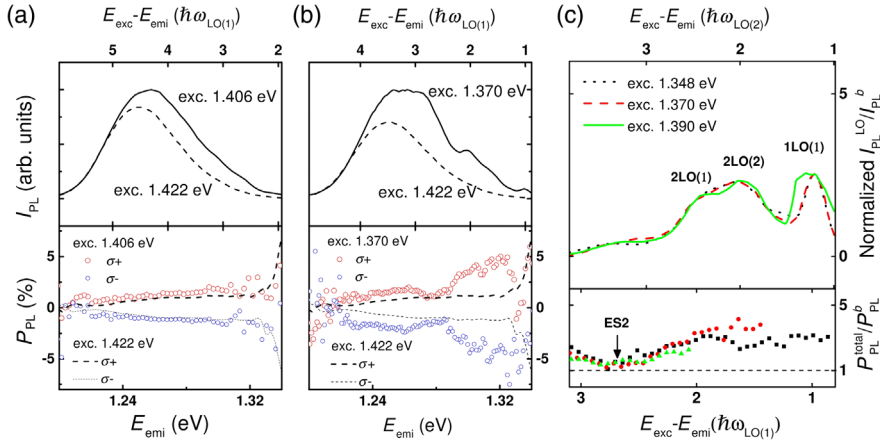 (a)
E_exc-E_emi (ħω_LO(1))
5 4 3 2
exc. 1.406 eV
exc. 1.422 eV
I_PL (arb. units)
exc. 1.406 eV
σ+
σ-
exc. 1.422 eV
σ+
σ-
5
0
-5
P_PL (%)
1.24 1.32
E_emi (eV)
(b)
E_exc-E_emi (ħω_LO(1))
4 3 2 1
exc. 1.370 eV
exc. 1.422 eV
exc. 1.370 eV
σ+
σ-
exc. 1.422 eV
σ+
σ-
5
0
-5
1.24 1.32
E_emi (eV)
(c)
E_exc-E_emi (ħω_LO(2))
3 2 1
exc. 1.348 eV
exc. 1.370 eV
exc. 1.390 eV
2LO(1)
2LO(2)
1LO(1)
5
0
Normalized I_PL^LO/I_PL^b
ES2
5
1
P_PL^total/P_PL^b
3 2 1
E_exc-E_emi(ħω_LO(1))